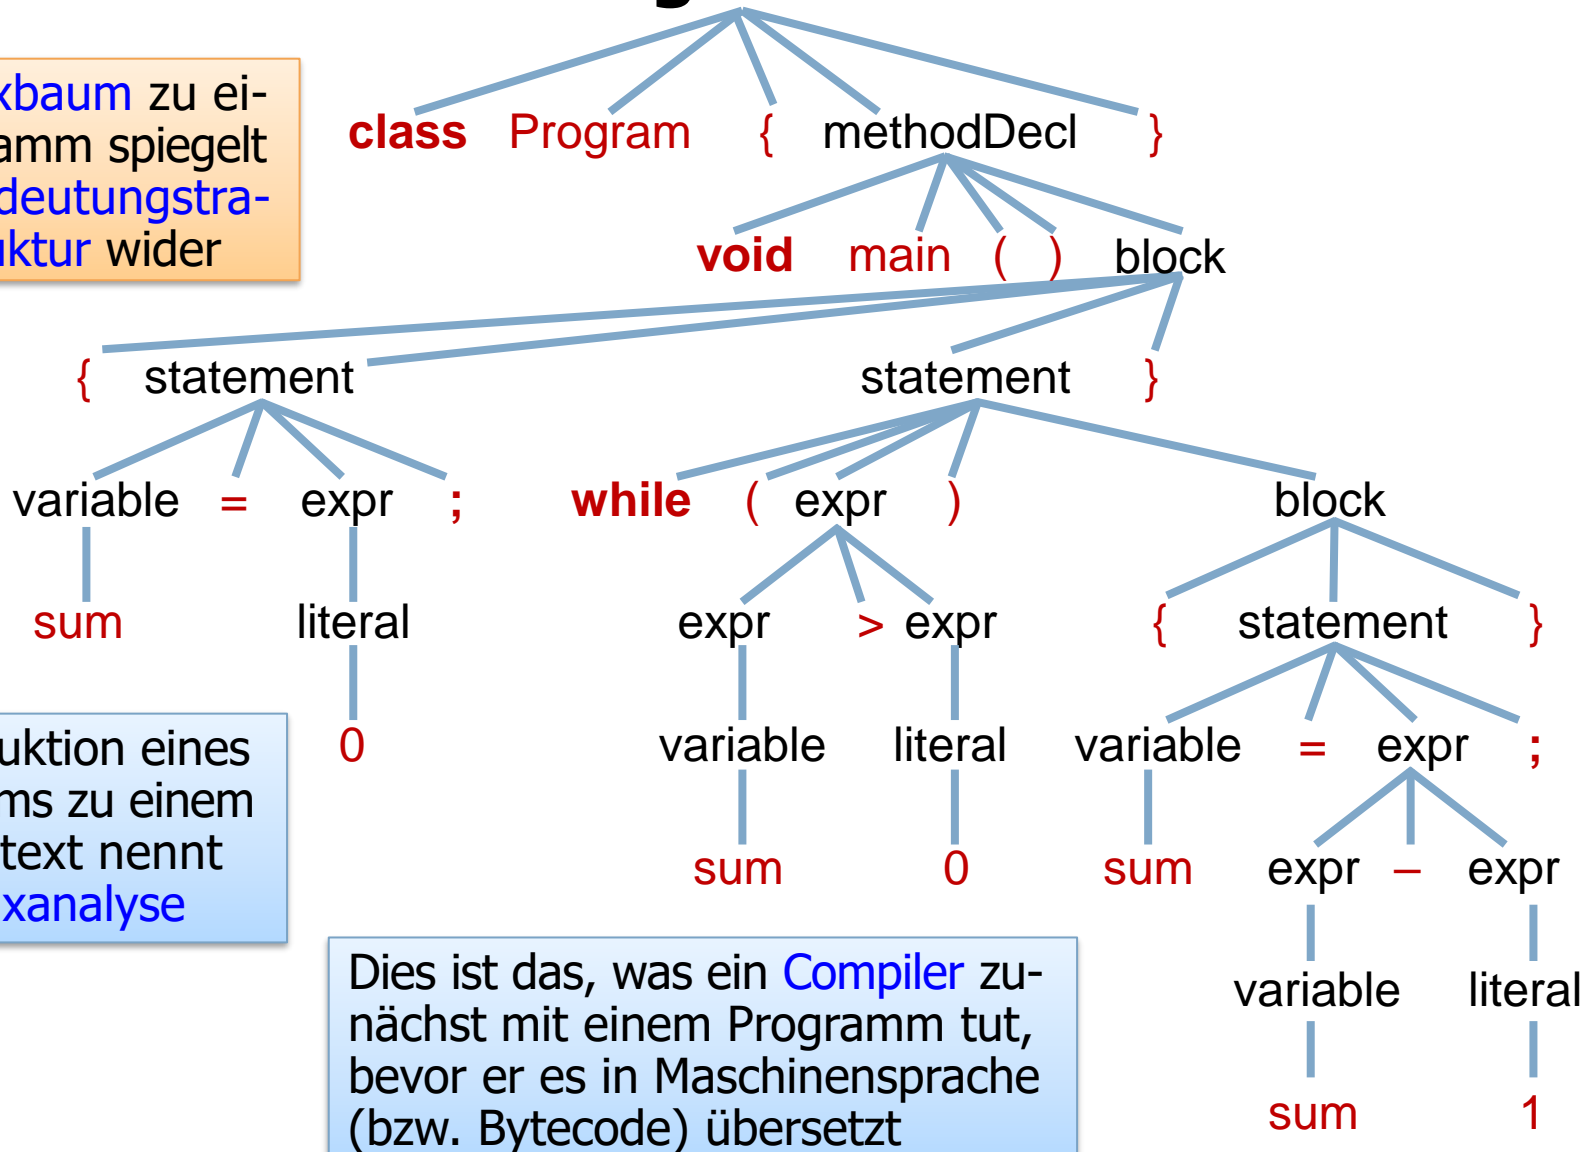 g
xbaum zu ei-
amm spiegelt
deutungstra-
uktur wider
class Program { methodDecl }
void main ( ) block
{ statement statement }
variable = expr ; while ( expr ) block
sum literal expr > expr { statement }
0 variable literal variable = expr ;
uktion eines
ms zu einem
text nennt
xanalyse
sum 0 sum expr – expr
variable literal
sum 1
Dies ist das, was ein Compiler zu-
nächst mit einem Programm tut,
bevor er es in Maschinensprache
(bzw. Bytecode) übersetzt